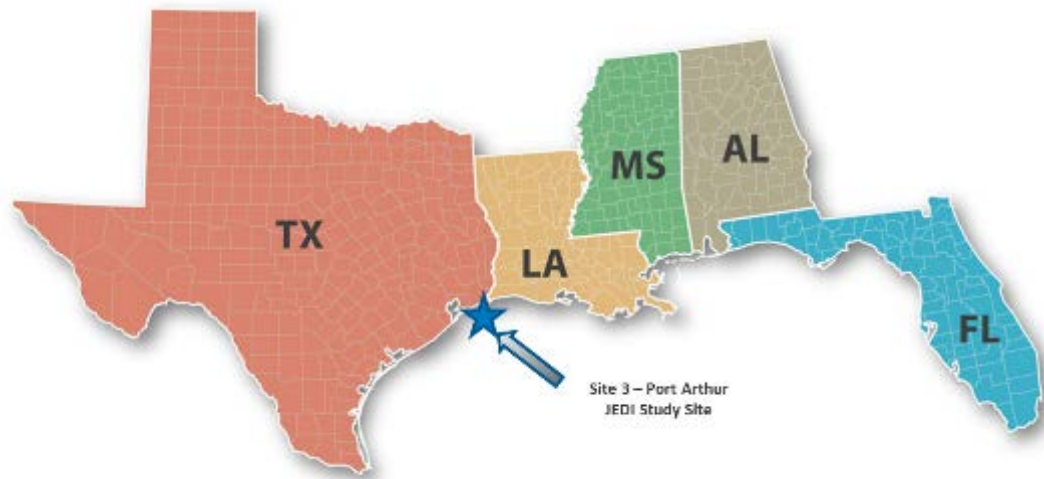 TX
LA
MS
AL
FL
Site 3 – Port Arthur
JEDI Study Site